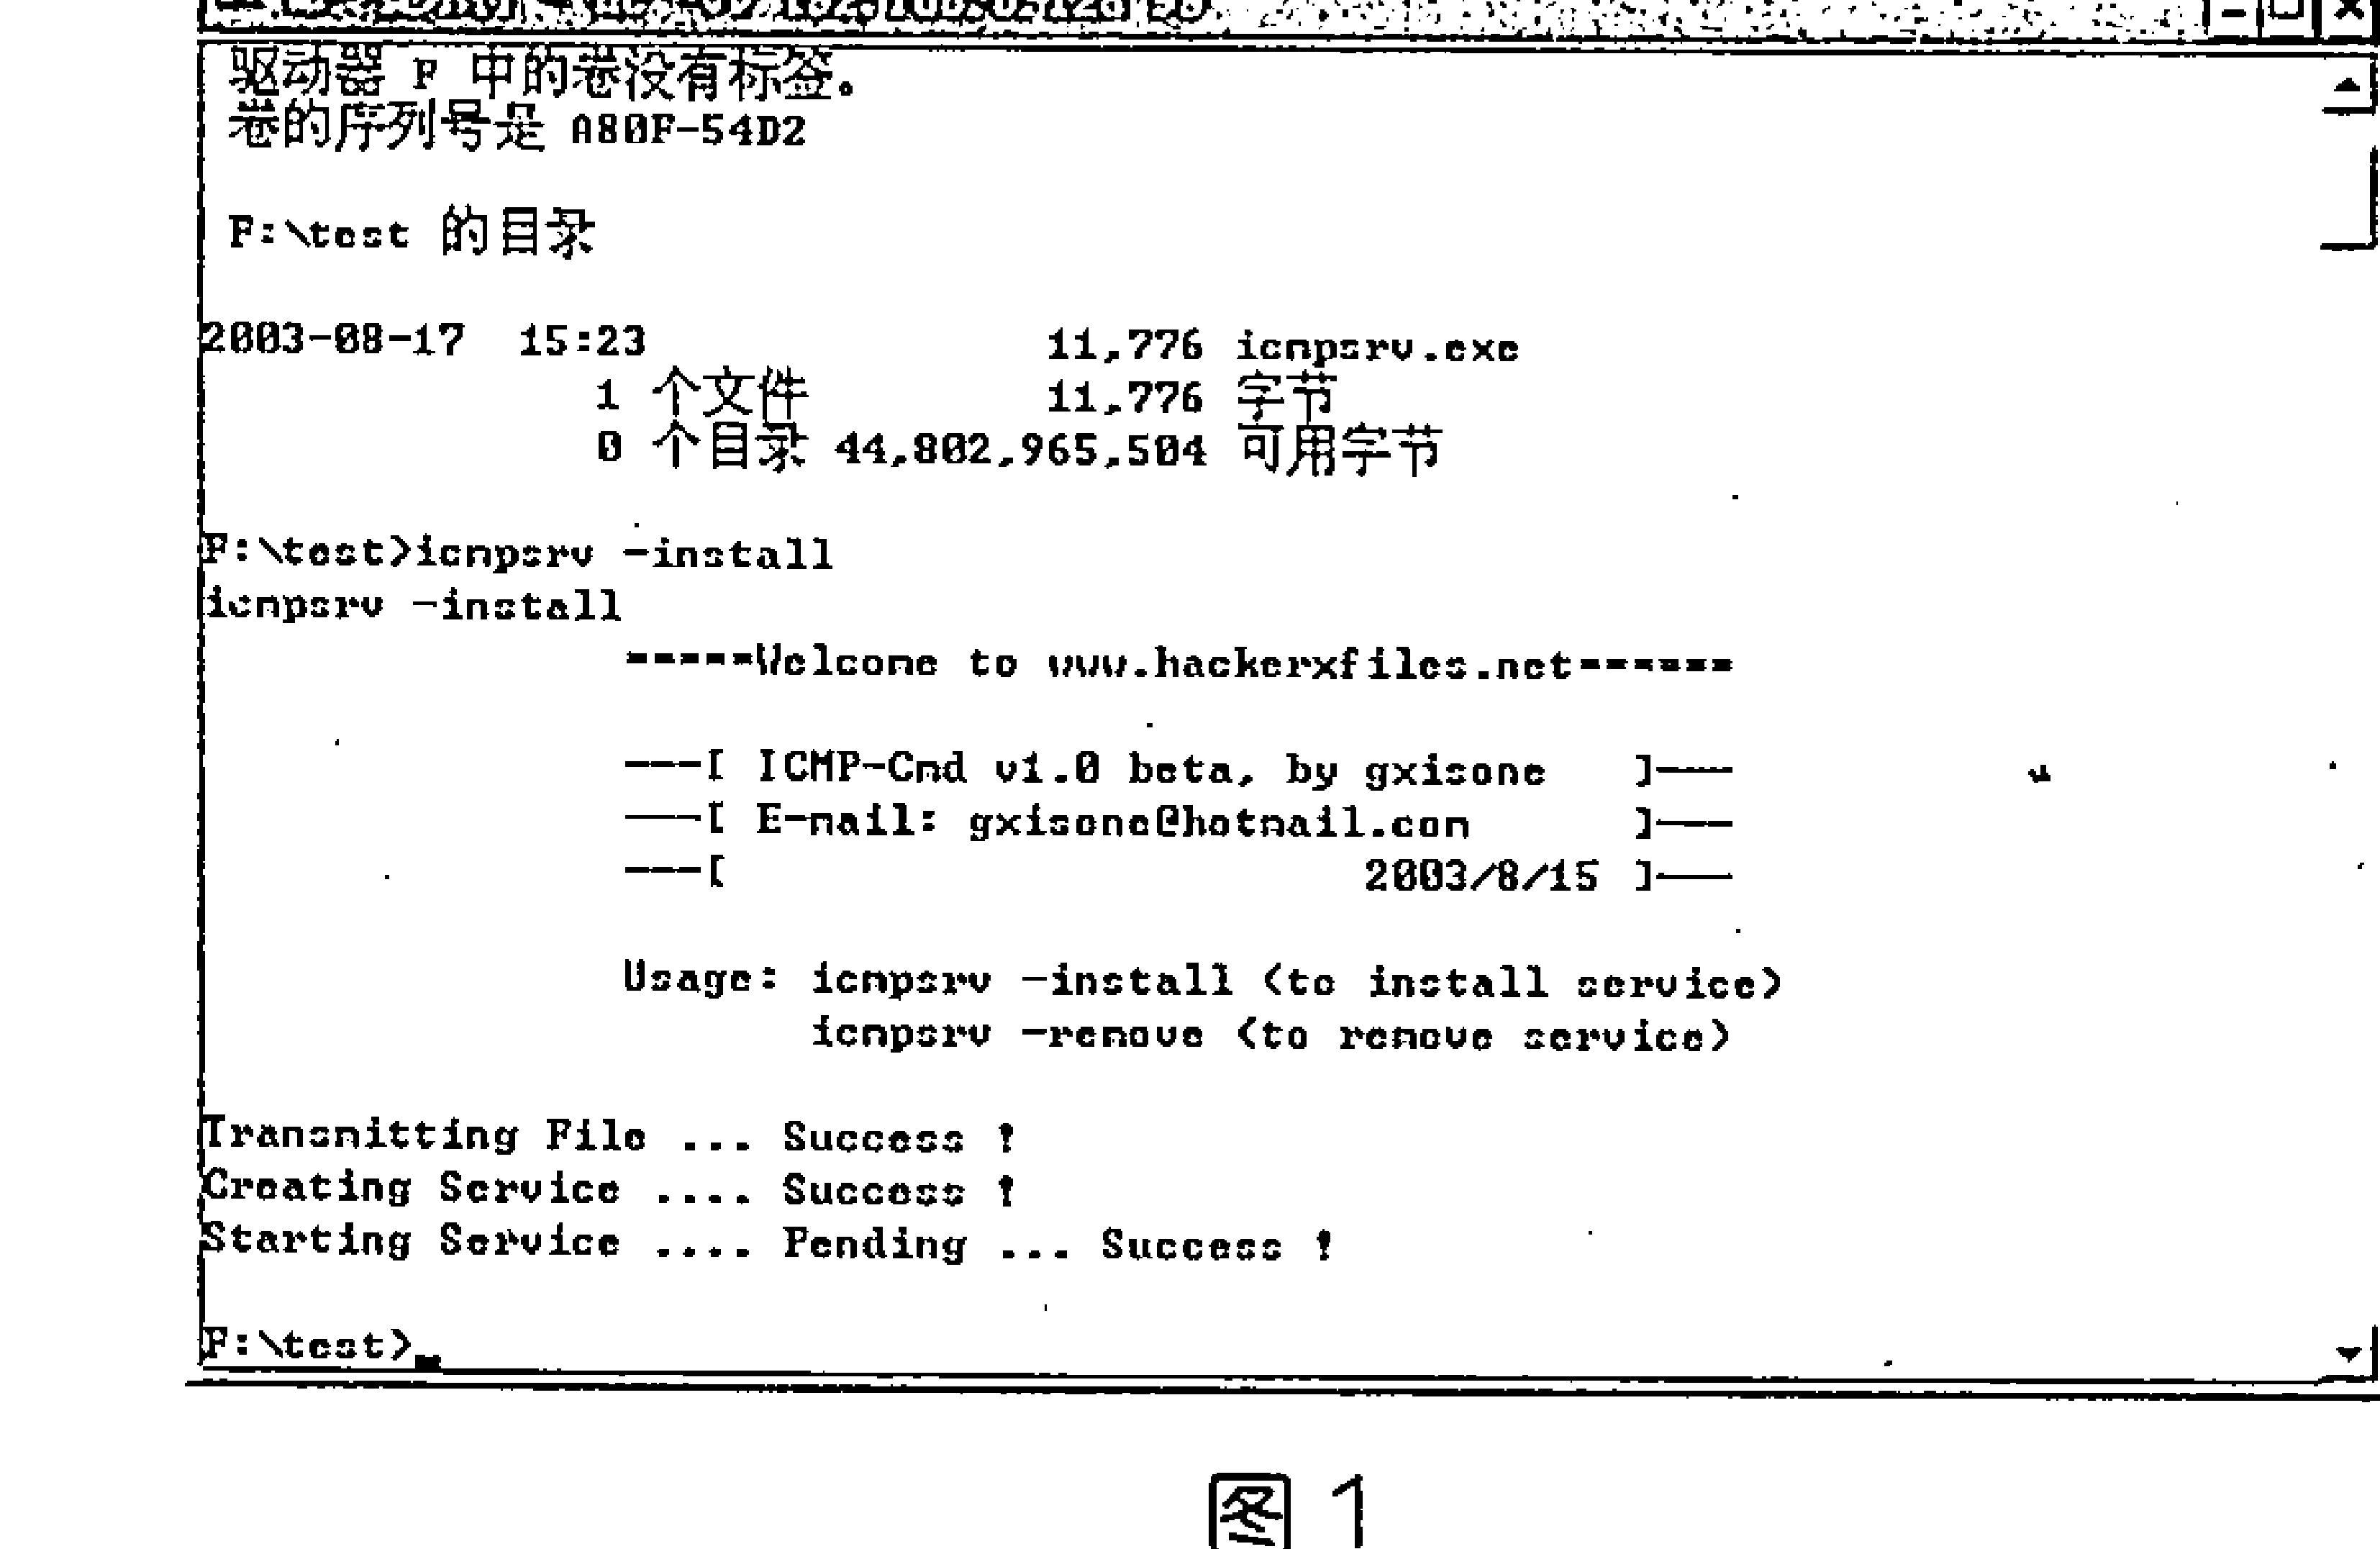 驱动器 F 中的卷没有标签。
卷的序列号是 A80F-54D2
F:\test 的目录
2003-08-17 15:23 11,776 icmpsrv.exe
1 个文件 11,776 字节
0 个目录 44,802,965,504 可用字节
F:\test>icmpsrv -install
icmpsrv -install
=====Welcome to www.hackerxfiles.net======
---[ ICMP-Cmd v1.0 beta, by gxisone ]---
---[ E-mail: gxisone@hotmail.com ]---
---[ 2003/8/15 ]---
Usage: icmpsrv -install (to install service)
icmpsrv -remove (to remove service)
Transmitting File ... Success !
Creating Service .... Success !
Starting Service .... Pending ... Success !
F:\test>_
图 1